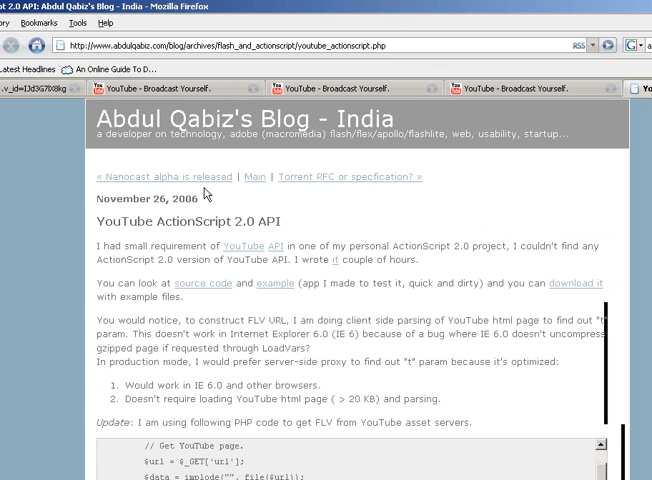 t 2.0 API: Abdul Qabiz's Blog - India - Mozilla Firefox
ory Bookmarks Tools Help
http://www.abdulqabiz.com/blog/archives/flash_and_actionscript/youtube_actionscript.php RSS G a
Latest Headlines An Online Guide To D...
.v_id=IJd3G7lX8kg YouTube - Broadcast Yourself. YouTube - Broadcast Yourself. YouTube - Broadcast Yourself. Yo
Abdul Qabiz's Blog - India
a developer on technology, adobe (macromedia) flash/flex/apollo/flashlite, web, usability, startup...
« Nanocast alpha is released | Main | Torrent RFC or specfication? »
November 26, 2006
YouTube ActionScript 2.0 API
I had small requirement of YouTube API in one of my personal ActionScript 2.0 project, I couldn't find any
ActionScript 2.0 version of YouTube API. I wrote it couple of hours.
You can look at source code and example (app I made to test it, quick and dirty) and you can download it
with example files.
You would notice, to construct FLV URL, I am doing client side parsing of YouTube html page to find out "t"
param. This doesn't work in Internet Explorer 6.0 (IE 6) because of a bug where IE 6.0 doesn't uncompress
gzipped page if requested through LoadVars?
In production mode, I would prefer server-side proxy to find out "t" param because it's optimized:
1. Would work in IE 6.0 and other browsers.
2. Doesn't require loading YouTube html page ( > 20 KB) and parsing.
Update: I am using following PHP code to get FLV from YouTube asset servers.
// Get YouTube page.
$url = $_GET['url'];
$data = implode("", file($url));